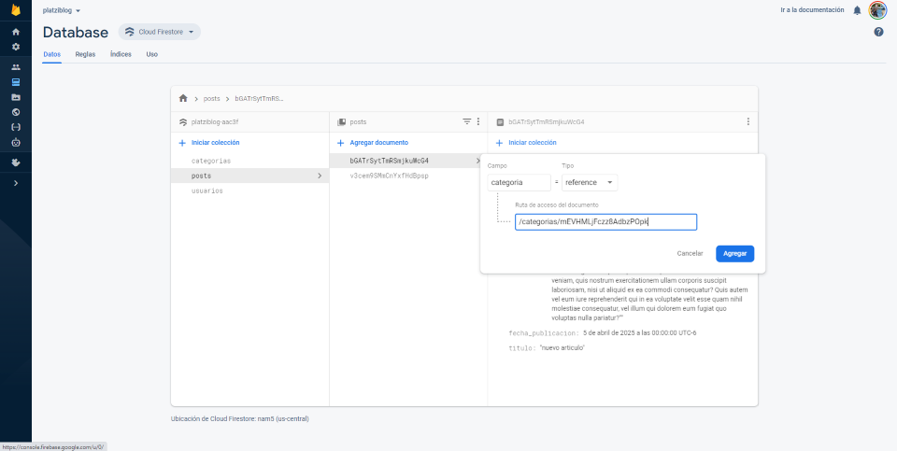 platziblog
Ir a la documentación
Database
Cloud Firestore
Datos
Reglas
Índices
Uso
posts
bGATrSytTmRS...
platziblog-aac3f
posts
bGATrSytTmRSmjkuWcG4
Iniciar colección
Agregar documento
Iniciar colección
categorias
posts
usuarios
bGATrSytTmRSmjkuWcG4
v3cem9SMmCnYxfHcBpsp
Campo
Tipo
categoria
=
reference
Ruta de acceso del documento
/categorias/mEVHMLjFczz8AdbzPOpk
Cancelar
Agregar
veniam, quis nostrum exercitationem ullam corporis suscipit
laboriosam, nisi ut aliquid ex ea commodi consequatur? Quis autem
vel eum iure reprehenderit qui in ea voluptate velit esse quam nihil
molestiae consequatur, vel illum qui dolorem eum fugiat quo
voluptas nulla pariatur?""
fecha_publicacion: 5 de abril de 2025 a las 00:00:00 UTC-6
titulo: "nuevo articulo"
Ubicación de Cloud Firestore: nam5 (us-central)
https://console.firebase.google.com/u/0/